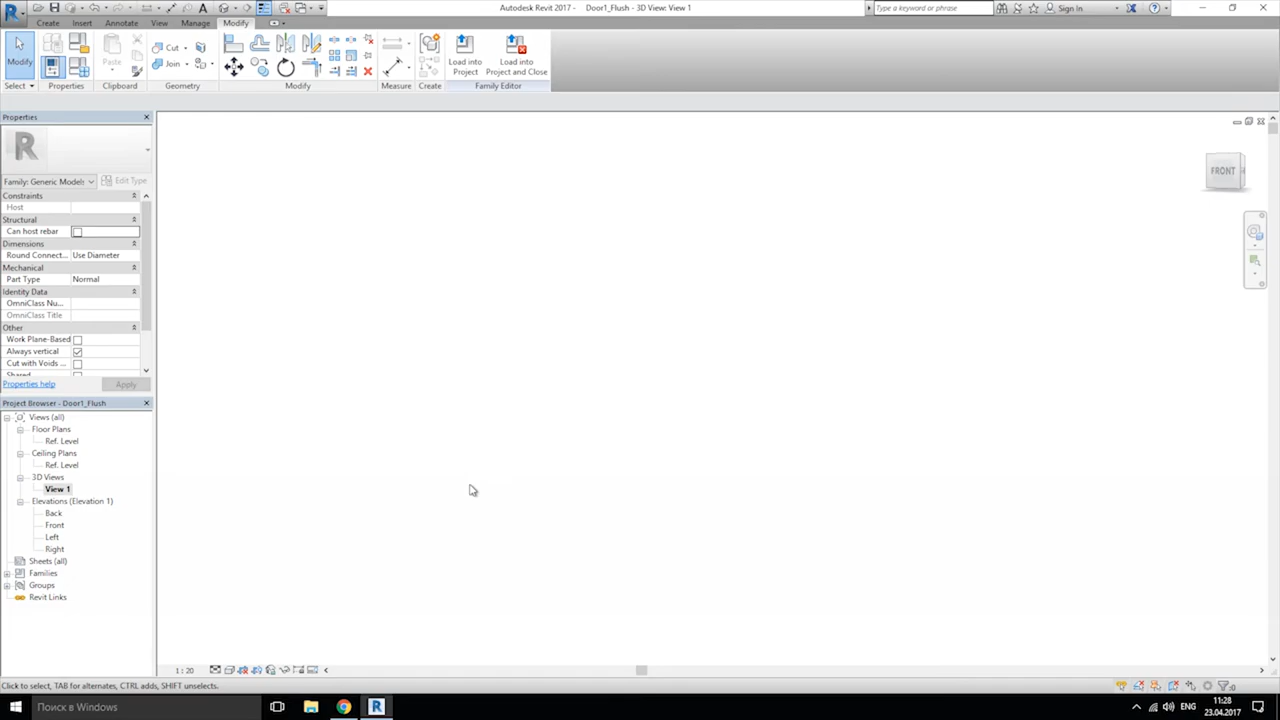 Autodesk Revit 2017 - Door1_Flush - 3D View: View 1
Type a keyword or phrase
Sign In
Create Insert Annotate View Manage Modify
Modify
Paste
Cut
Join
Load into
Project
Load into
Project and Close
Select Properties Clipboard Geometry Modify Measure Create Family Editor
Properties
R
Family: Generic Models
Edit Type
Constraints
Host
Structural
Can host rebar
Dimensions
Round Connect... Use Diameter
Mechanical
Part Type Normal
Identity Data
OmniClass Nu...
OmniClass Title
Other
Work Plane-Based
Always vertical
Cut with Voids ...
Shared
Properties help
Apply
Project Browser - Door1_Flush
Views (all)
Floor Plans
Ref. Level
Ceiling Plans
Ref. Level
3D Views
View 1
Elevations (Elevation 1)
Back
Front
Left
Right
Sheets (all)
Families
Groups
Revit Links
FRONT
1 : 20
Click to select, TAB for alternates, CTRL adds, SHIFT unselects.
:0
Поиск в Windows
ENG
11:28
23.04.2017